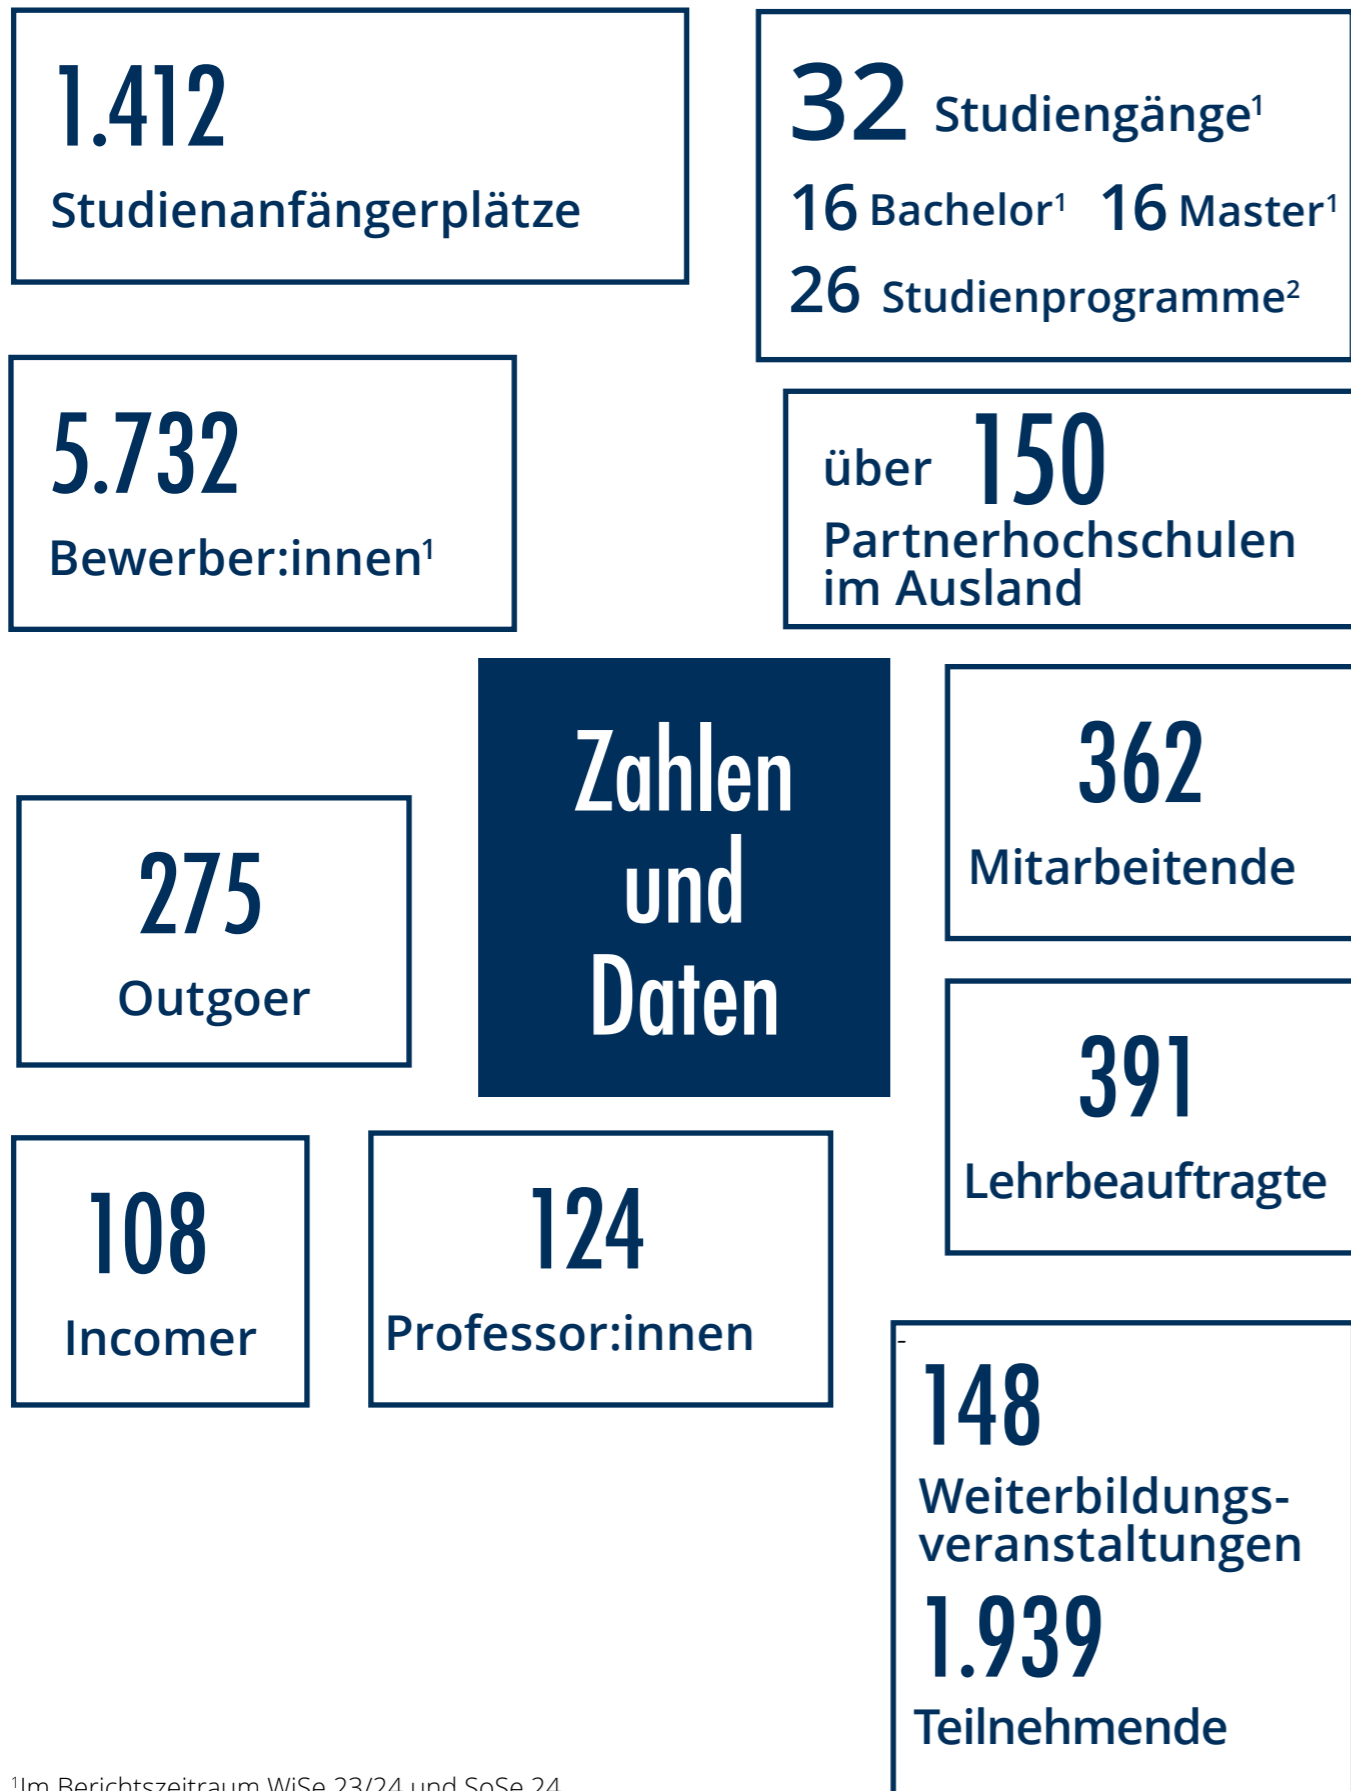 1.412
Studienanfängerplätze
32 Studiengänge¹
16 Bachelor¹ 16 Master¹
26 Studienprogramme²
5.732
Bewerber:innen¹
über 150
Partnerhochschulen
im Ausland
Zahlen
und
Daten
362
Mitarbeitende
275
Outgoer
391
Lehrbeauftragte
108
Incomer
124
Professor:innen
-
148
Weiterbildungs-
veranstaltungen
1.939
Teilnehmende
¹Im Berichtszeitraum WiSe 23/24 und SoSe 24